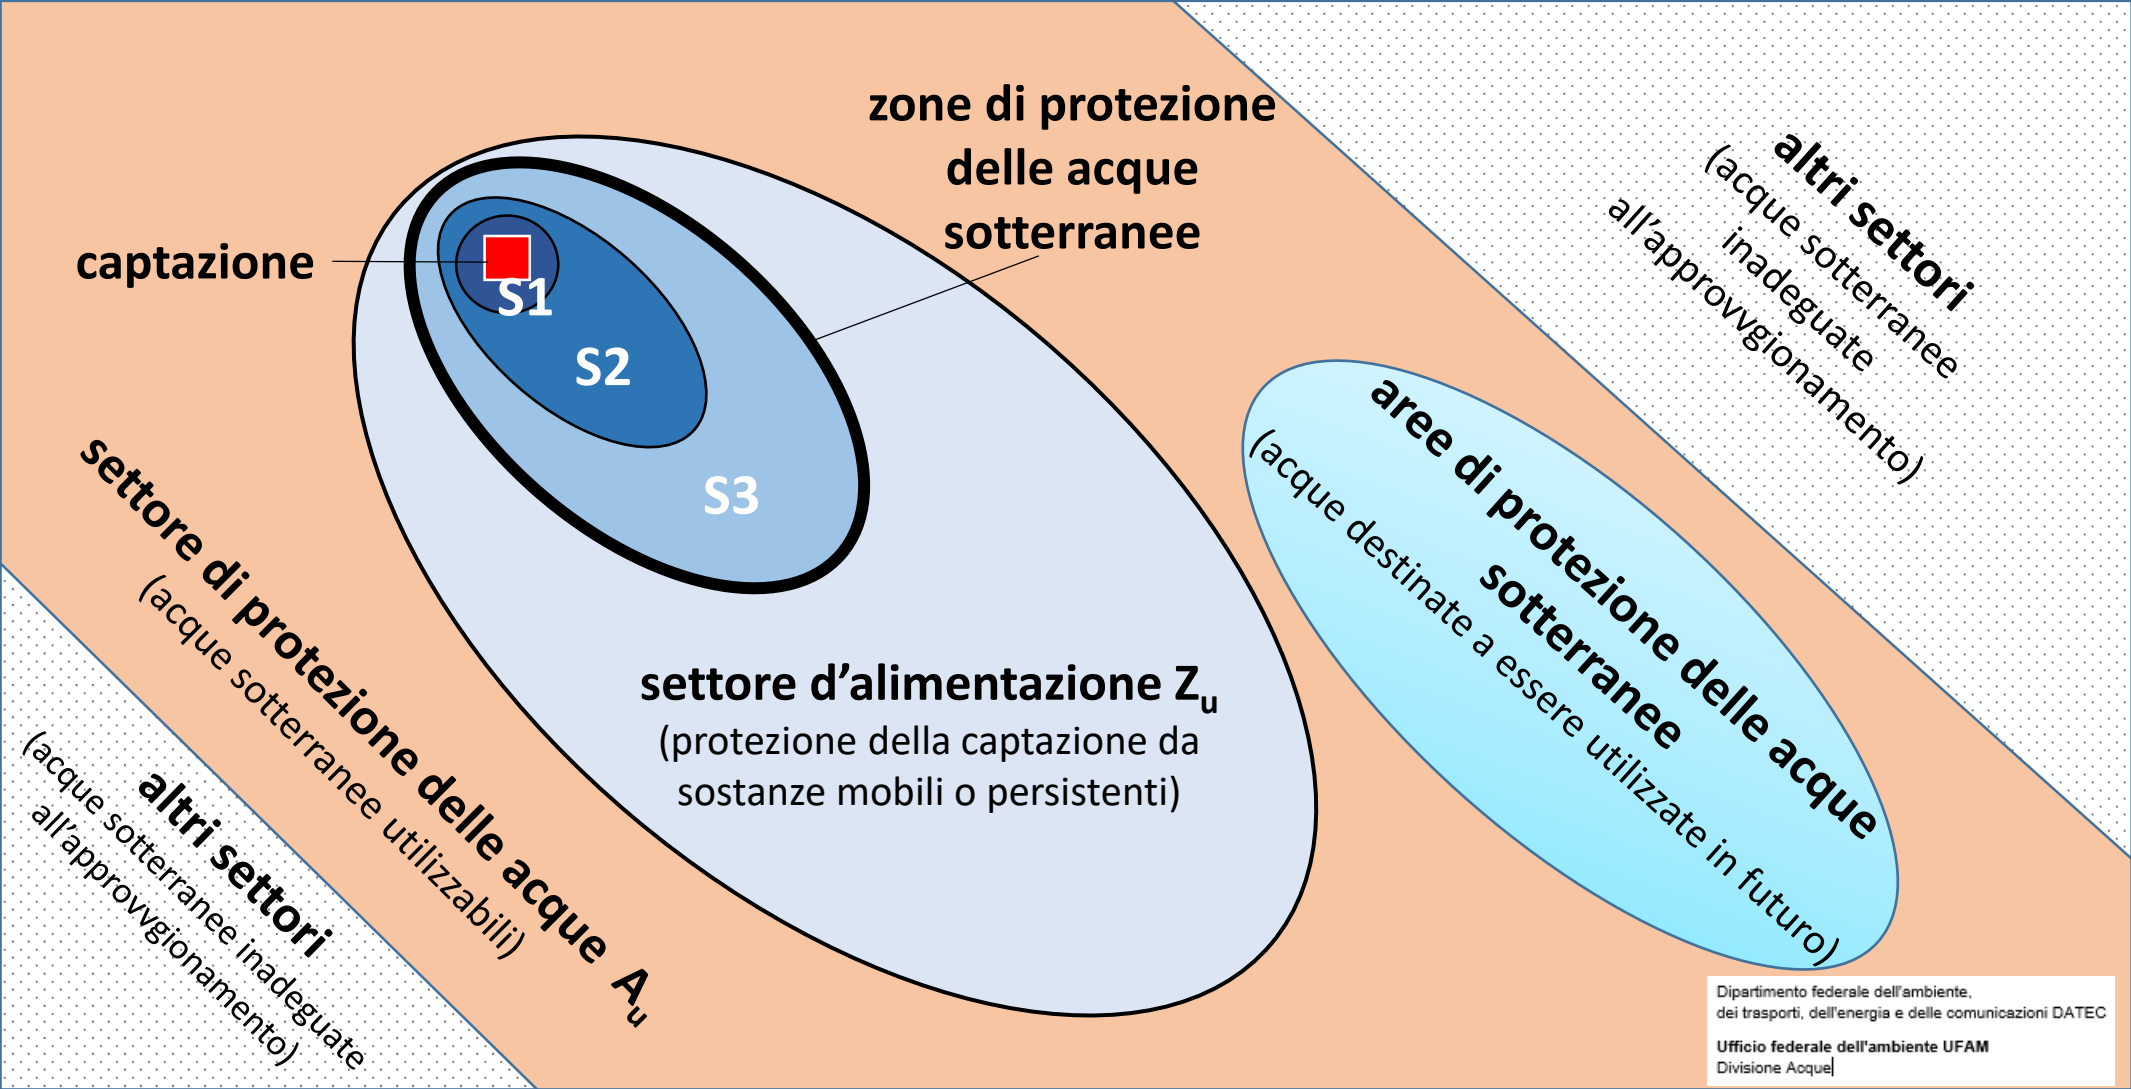 zone di protezione
delle acque
sotterranee
captazione
S1
S2
S3
settore d’alimentazione Zu
(protezione della captazione da
sostanze mobili o persistenti)
settore di protezione delle acque Au
(acque sotterranee utilizzabili)
altri settori
(acque sotterranee inadeguate
all’approvvgionamento)
aree di protezione delle acque
sotterranee
(acque destinate a essere utilizzate in futuro)
altri settori
(acque sotterranee
inadeguate
all’approvvgionamento)
Dipartimento federale dell'ambiente,
dei trasporti, dell'energia e delle comunicazioni DATEC
Ufficio federale dell'ambiente UFAM
Divisione Acque